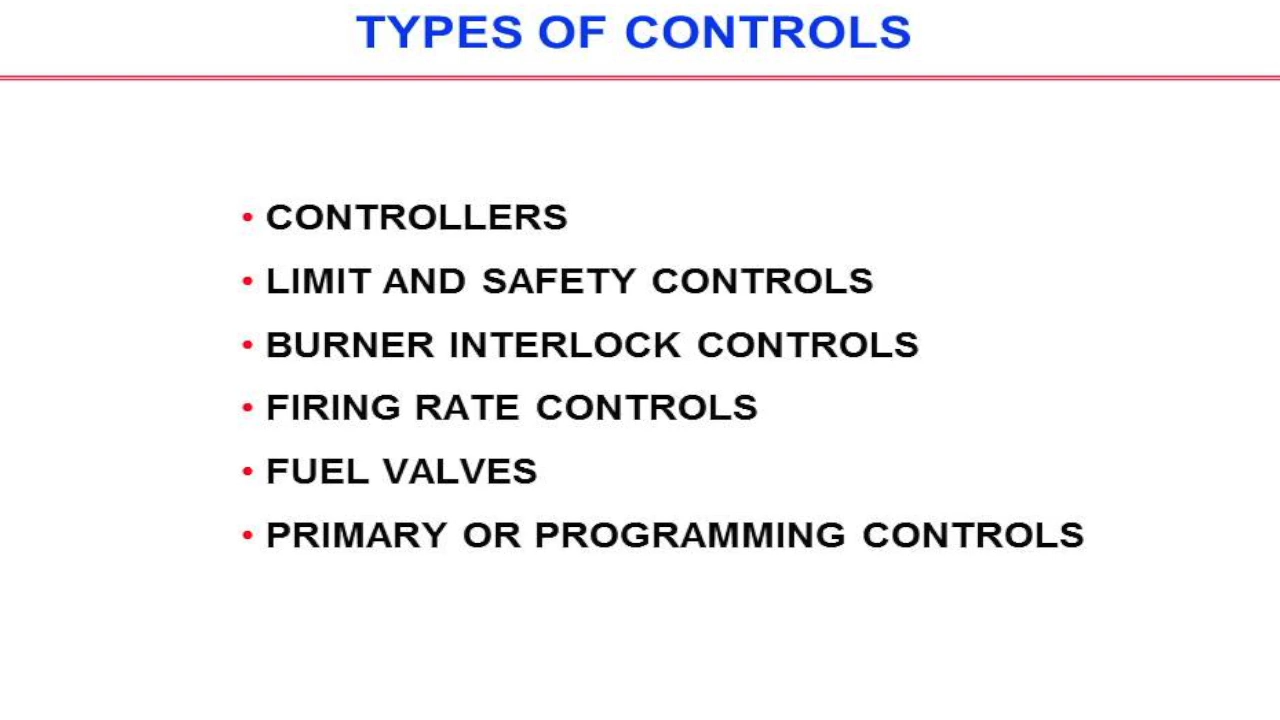 TYPES OF CONTROLS
• CONTROLLERS
• LIMIT AND SAFETY CONTROLS
• BURNER INTERLOCK CONTROLS
• FIRING RATE CONTROLS
• FUEL VALVES
• PRIMARY OR PROGRAMMING CONTROLS